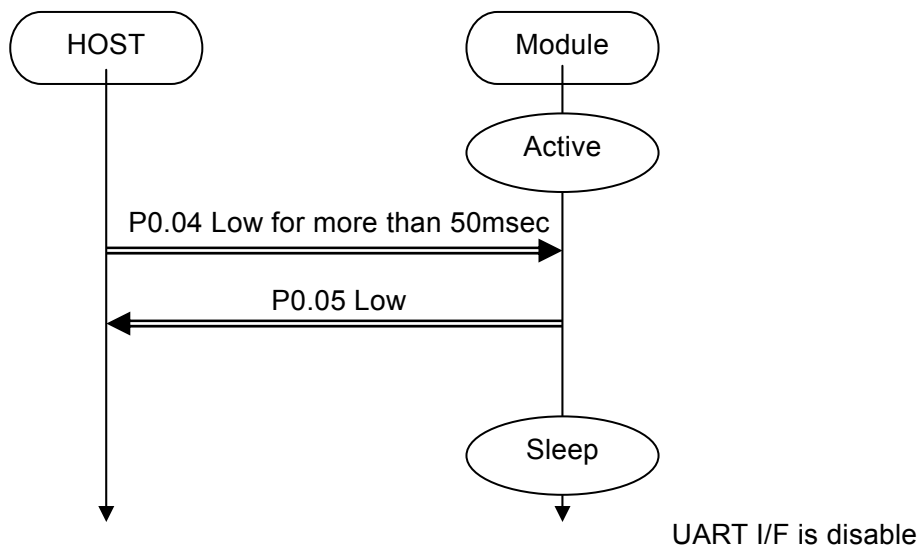 HOST
Module
Active
P0.04 Low for more than 50msec
P0.05 Low
Sleep
UART I/F is disable